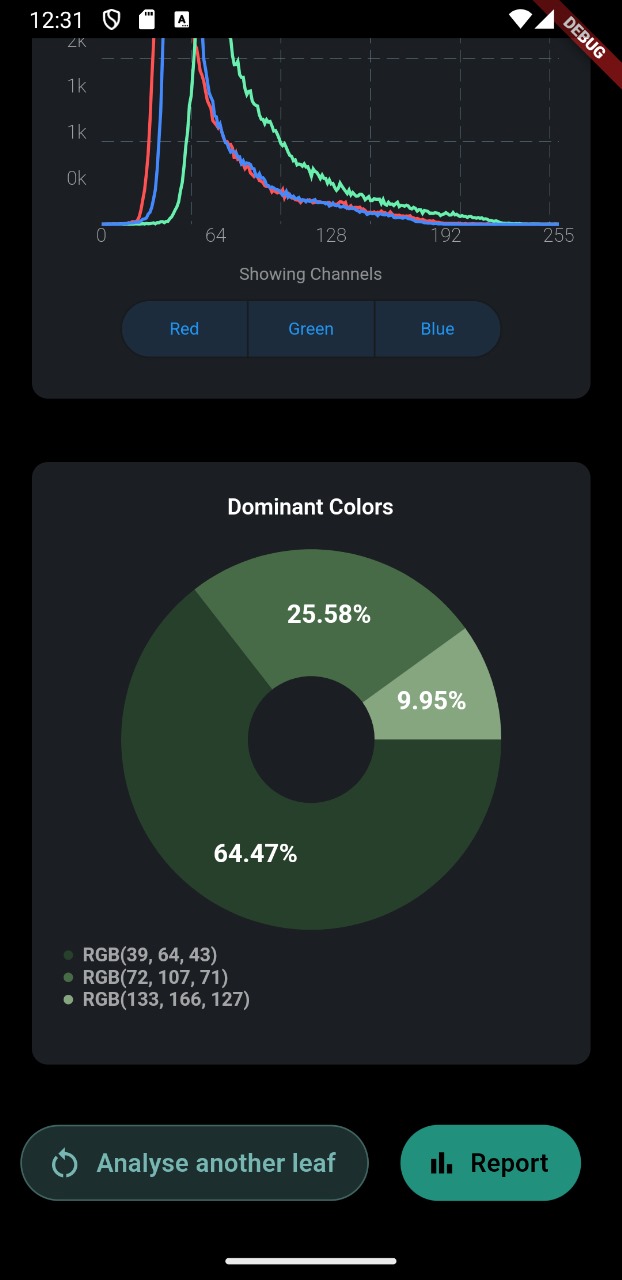 12:31
DEBUG
2k
1k
1k
0k
0 64 128 192 255
Showing Channels
Red Green Blue
Dominant Colors
25.58%
9.95%
64.47%
RGB(39, 64, 43)
RGB(72, 107, 71)
RGB(133, 166, 127)
Analyse another leaf
Report